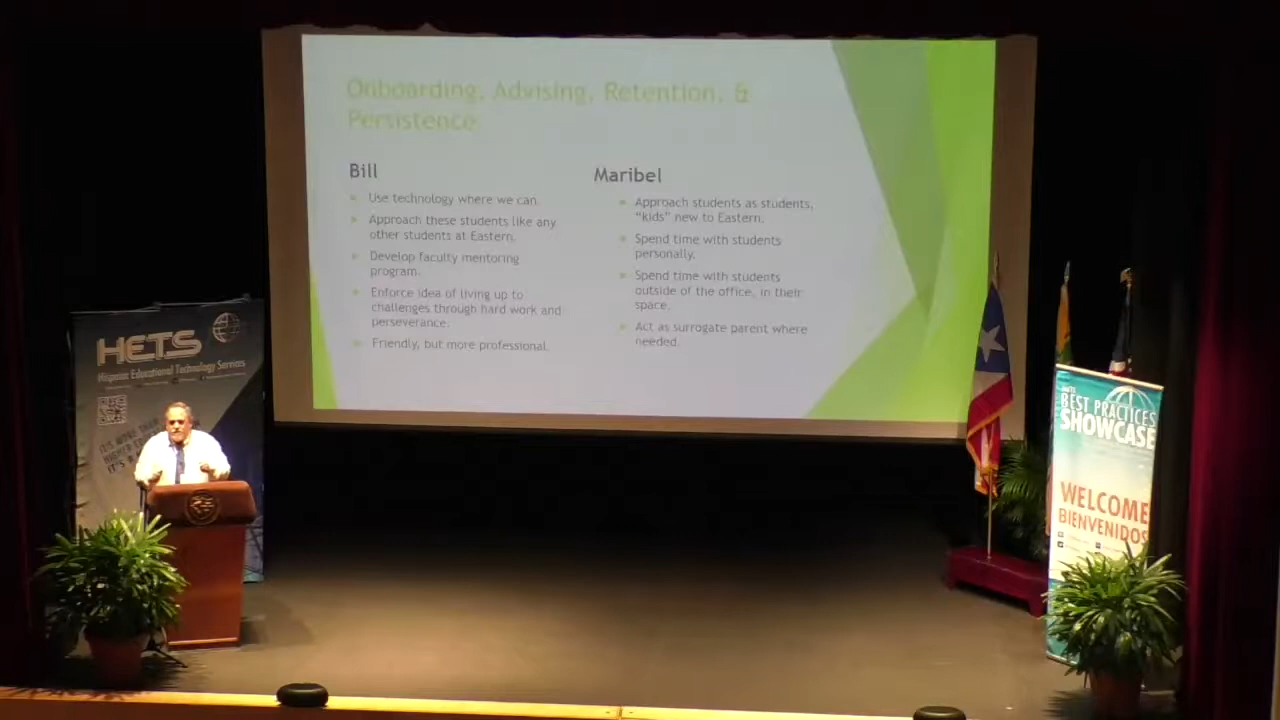 Onboarding, Advising, Retention, &
Persistence
Bill
Use technology where we can.
Approach these students like any
other students at Eastern.
Develop faculty mentoring
program.
Enforce idea of living up to
challenges through hard work and
perseverance.
Friendly, but more professional.
Maribel
Approach students as students,
“kids” new to Eastern.
Spend time with students
personally.
Spend time with students
outside of the office, in their
space.
Act as surrogate parent where
needed.
HETS
Hispanic Educational Technology Services
BEST PRACTICES
SHOWCASE
WELCOME
BIENVENIDOS